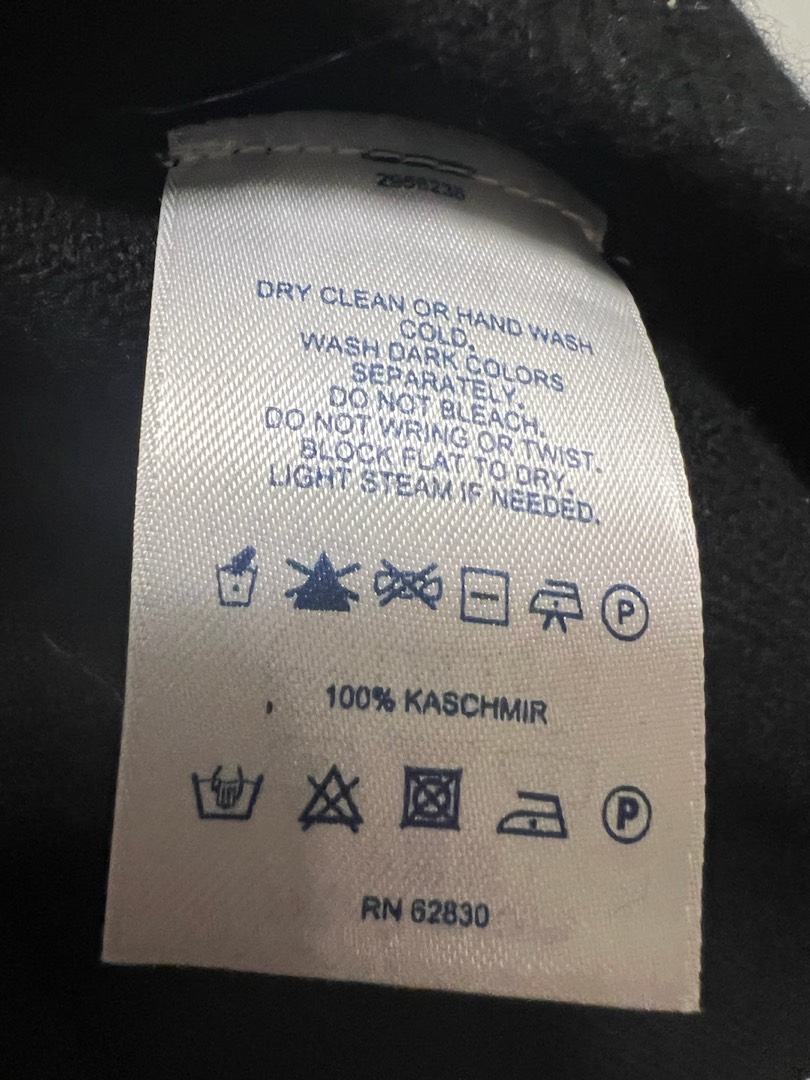 DRY CLEAN OR HAND WASH
COLD.
WASH DARK COLORS
SEPARATELY.
DO NOT BLEACH.
DO NOT WRING OR TWIST.
BLOCK FLAT TO DRY.
LIGHT STEAM IF NEEDED.
P
100% KASCHMIR
P
RN 62830